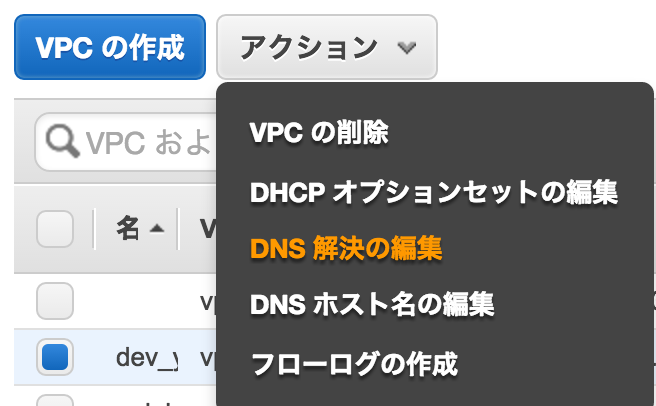 VPC の作成 アクション
VPC およ
VPC の削除
DHCP オプションセットの編集
DNS 解決の編集
DNS ホスト名の編集
フローログの作成
名 V
vp
dev_y vp